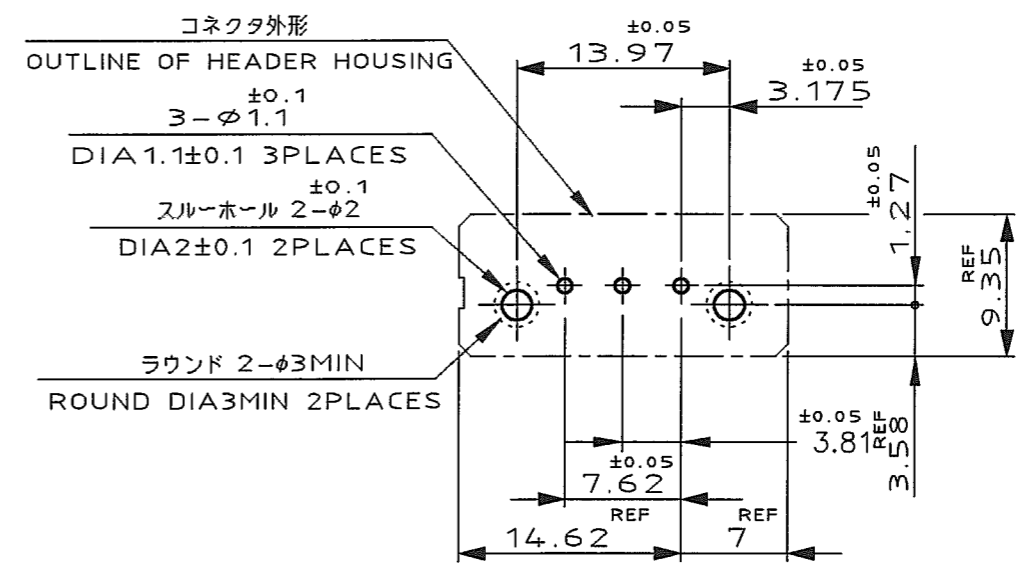 コネクタ外形
OUTLINE OF HEADER HOUSING
±0.1
3-φ1.1
DIA1.1±0.1 3PLACES
±0.1
スルーホール 2-φ2
DIA2±0.1 2PLACES
ラウンド 2-φ3MIN
ROUND DIA3MIN 2PLACES
±0.05
13.97
±0.05
3.175
±0.05
1.27
REF
9.35
REF
3.58
±0.05
3.81
±0.05
7.62
REF
14.62
REF
7